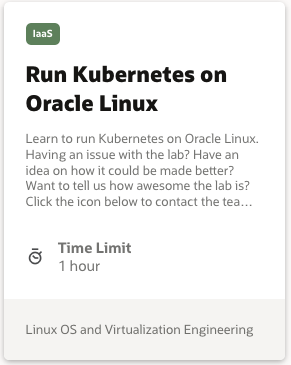 IaaS
Run Kubernetes on
Oracle Linux
Learn to run Kubernetes on Oracle Linux.
Having an issue with the lab? Have an
idea on how it could be made better?
Want to tell us how awesome the lab is?
Click the icon below to contact the tea...
Time Limit
1 hour
Linux OS and Virtualization Engineering